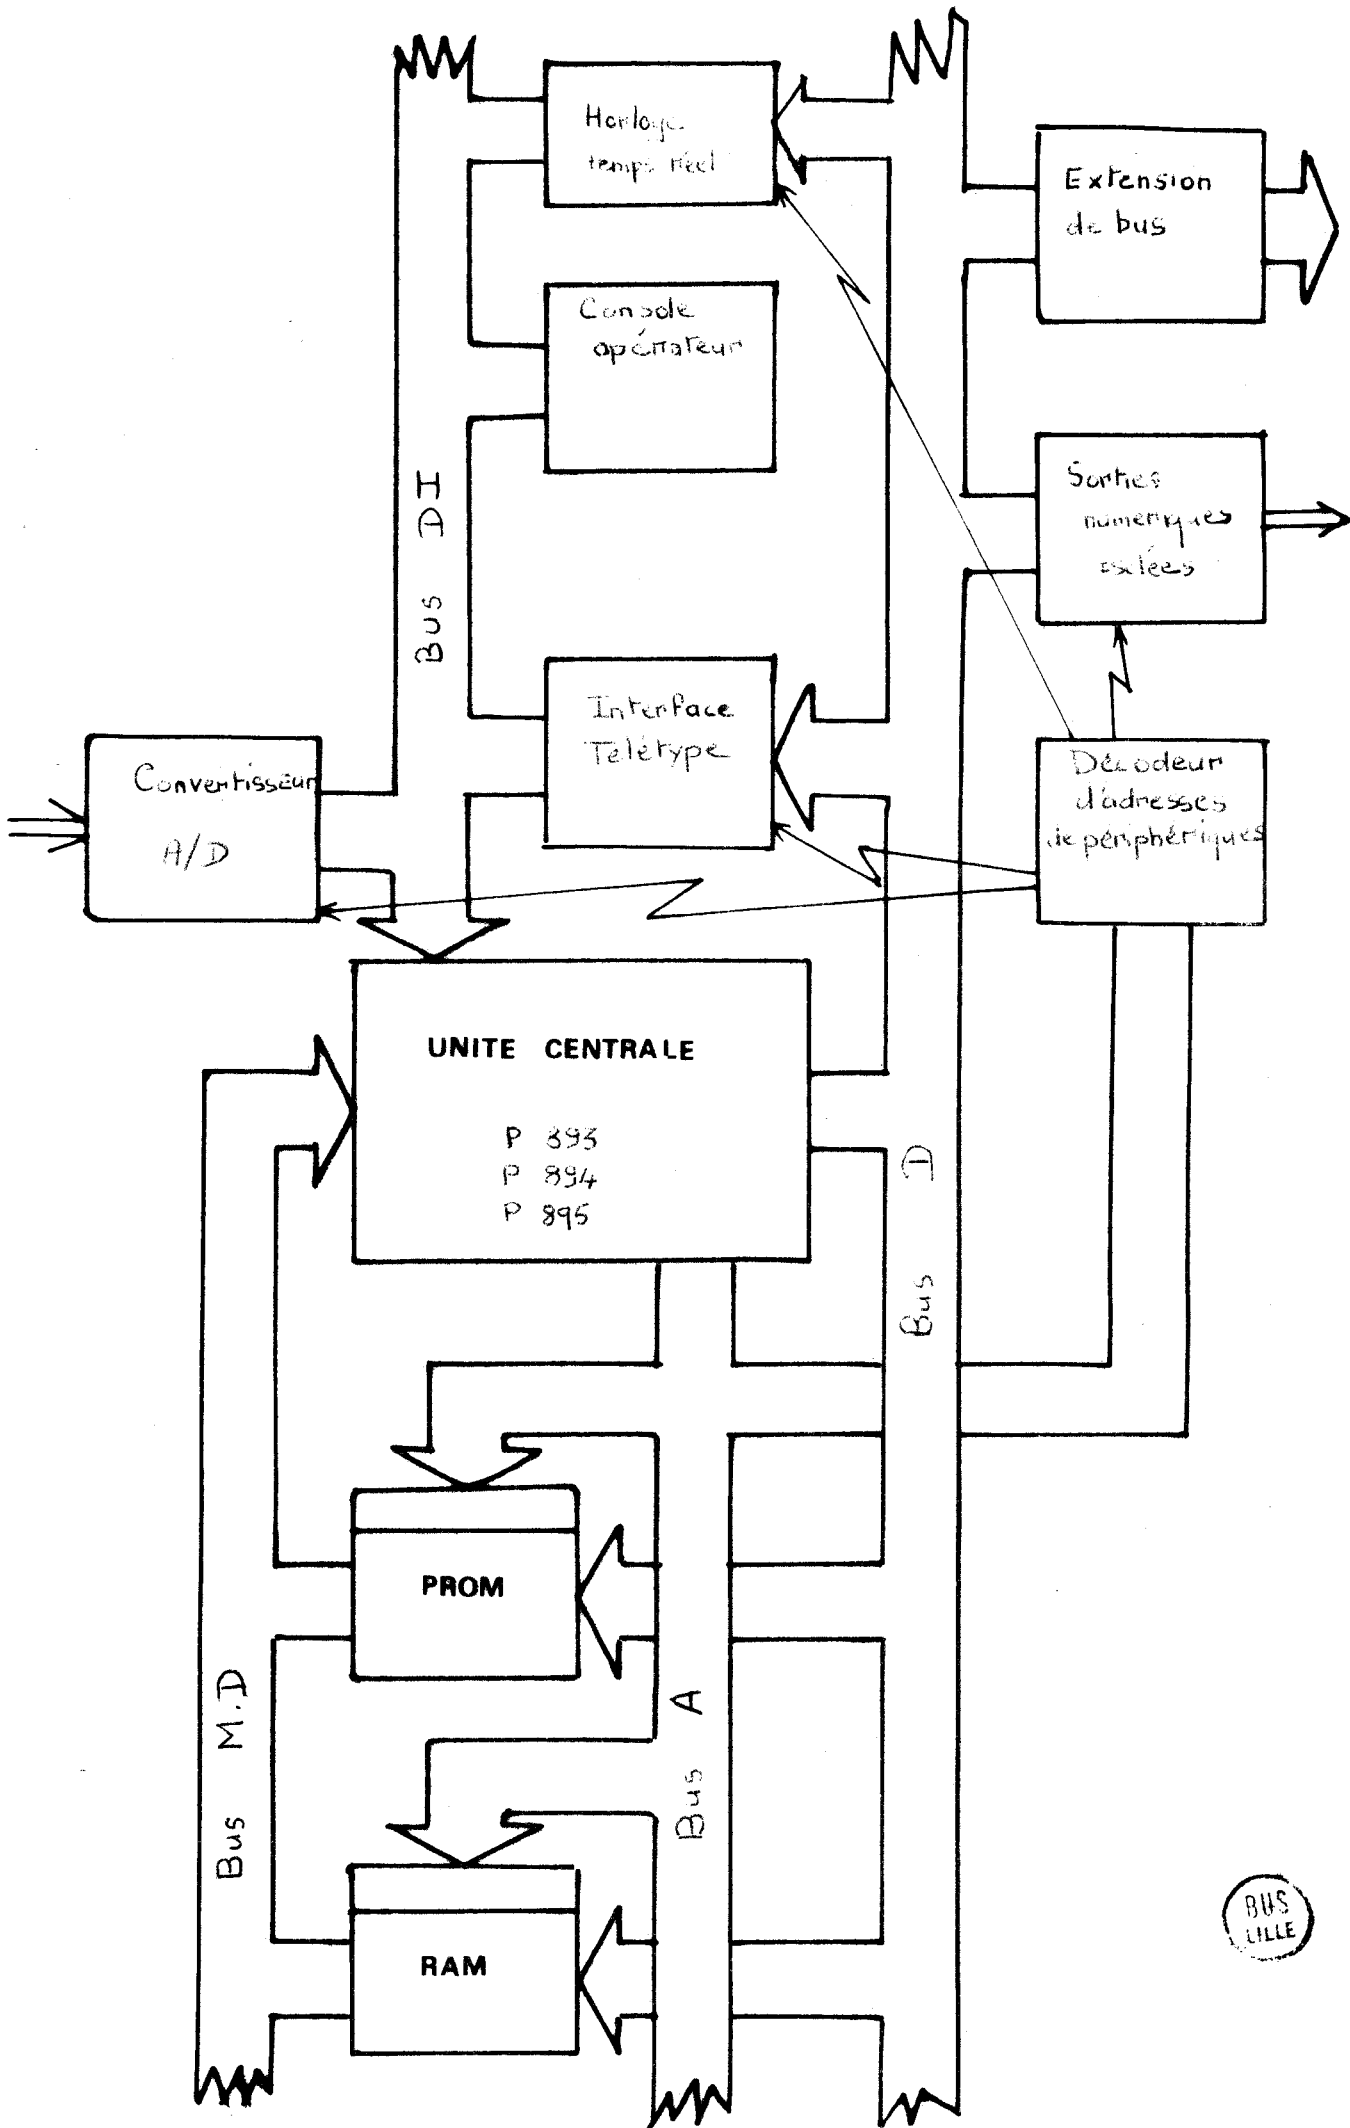 Horloge
temps réel
Extension
de bus
Console
opérateur
Bus DI
Sorties
numériques
isolées
Interface
Télétype
Convertisseur
A/D
Décodeur
d'adresses
de périphériques
UNITE CENTRALE
P 893
P 894
P 895
Bus D
PROM
Bus M.D
Bus A
RAM
BUS
LILLE